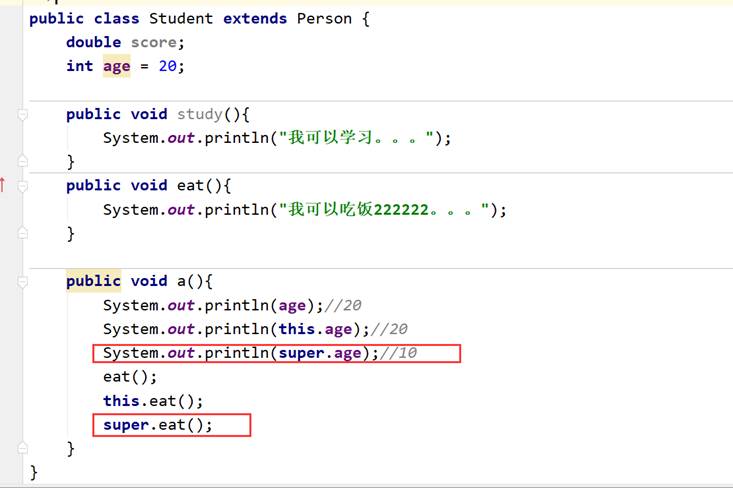 public class Student extends Person {
double score;
int age = 20;
public void study(){
System.out.println("我可以学习。。。");
}
public void eat(){
System.out.println("我可以吃饭222222。。。");
}
public void a(){
System.out.println(age);//20
System.out.println(this.age);//20
System.out.println(super.age);//10
eat();
this.eat();
super.eat();
}
}